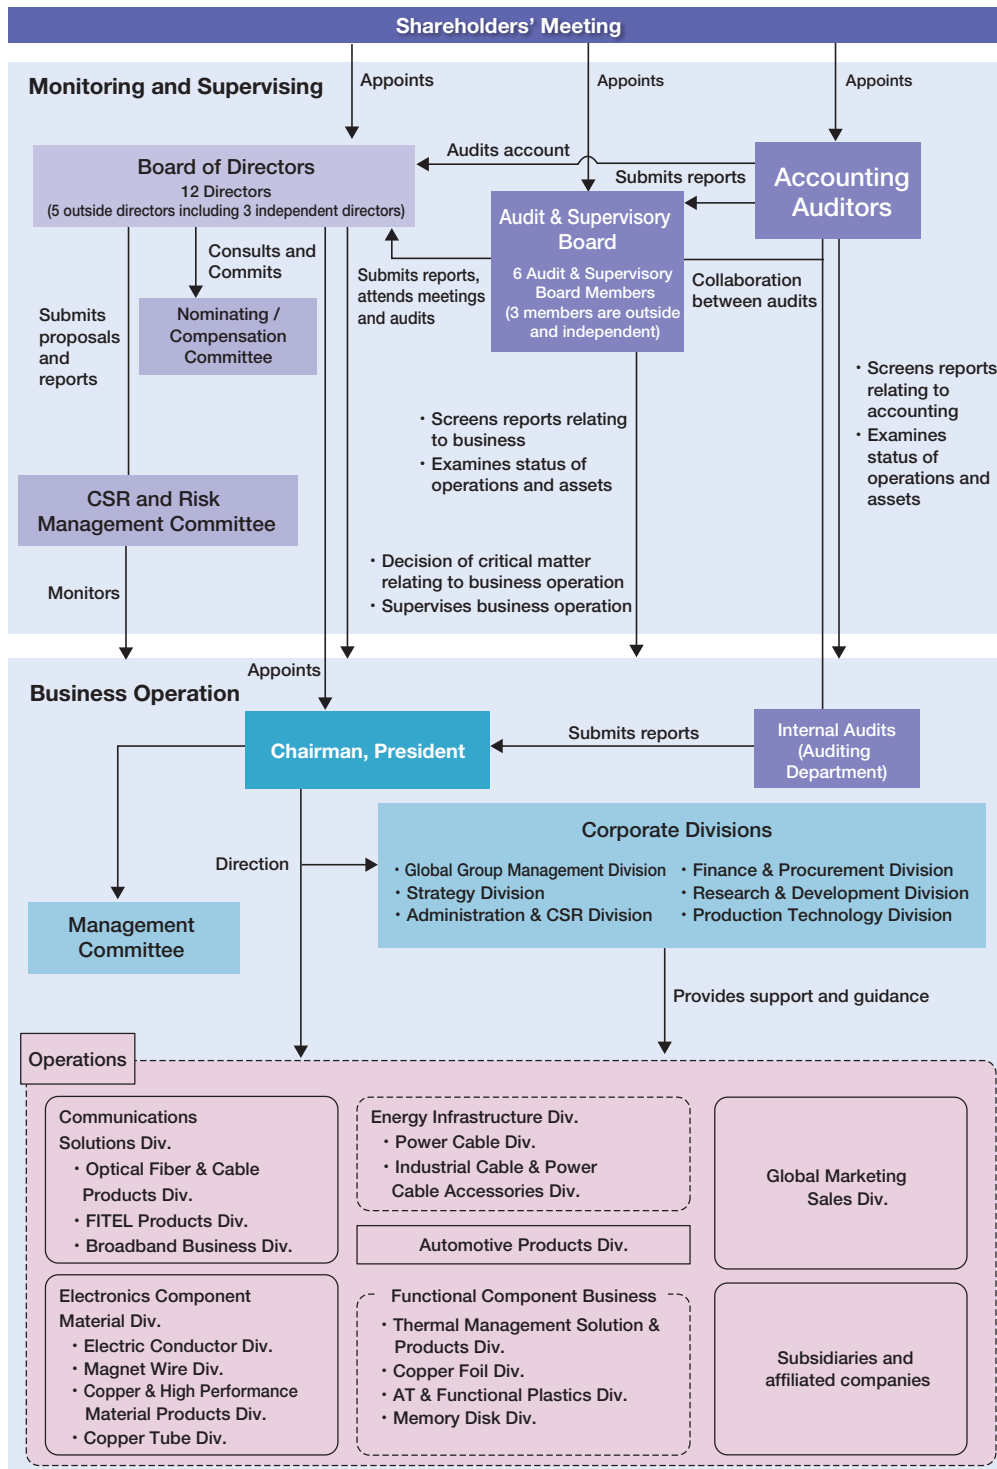 Shareholders’ Meeting
Monitoring and Supervising
Appoints
Appoints
Appoints
Board of Directors
12 Directors
(5 outside directors including 3 independent directors)
Audits account
Submits reports
Accounting
Auditors
Audit & Supervisory
Board
6 Audit & Supervisory
Board Members
(3 members are outside
and independent)
Consults and
Commits
Submits reports,
attends meetings
and audits
Collaboration
between audits
Nominating /
Compensation
Committee
Submits
proposals
and
reports
・Screens reports
relating to
accounting
・Examines
status of
operations and
assets
・Screens reports relating
to business
・Examines status of
operations and assets
CSR and Risk
Management Committee
・Decision of critical matter
relating to business operation
・Supervises business operation
Monitors
Business Operation
Appoints
Chairman, President
Submits reports
Internal Audits
(Auditing
Department)
Direction
Corporate Divisions
・Global Group Management Division
・Strategy Division
・Administration & CSR Division
・Finance & Procurement Division
・Research & Development Division
・Production Technology Division
Management
Committee
Provides support and guidance
Operations
Communications
Solutions Div.
・Optical Fiber & Cable
Products Div.
・FITEL Products Div.
・Broadband Business Div.
Energy Infrastructure Div.
・Power Cable Div.
・Industrial Cable & Power
Cable Accessories Div.
Global Marketing
Sales Div.
Automotive Products Div.
Electronics Component
Material Div.
・Electric Conductor Div.
・Magnet Wire Div.
・Copper & High Performance
Material Products Div.
・Copper Tube Div.
Functional Component Business
・Thermal Management Solution &
Products Div.
・Copper Foil Div.
・AT & Functional Plastics Div.
・Memory Disk Div.
Subsidiaries and
affiliated companies